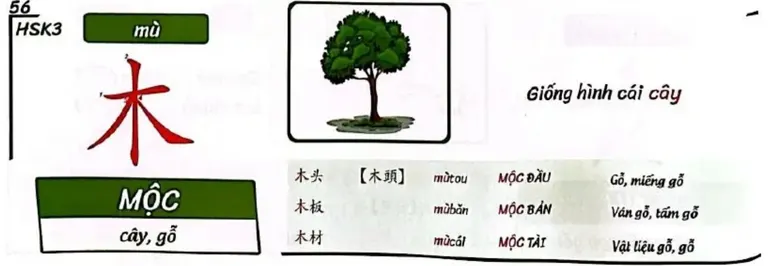 56
HSK3
mù
木
MỘC
cây, gỗ
Giống hình cái cây
木头 【木頭】 mùtou MỘC ĐẦU Gỗ, miếng gỗ
木板 mùbǎn MỘC BẢN Ván gỗ, tấm gỗ
木材 mùcái MỘC TÀI Vật liệu gỗ, gỗ